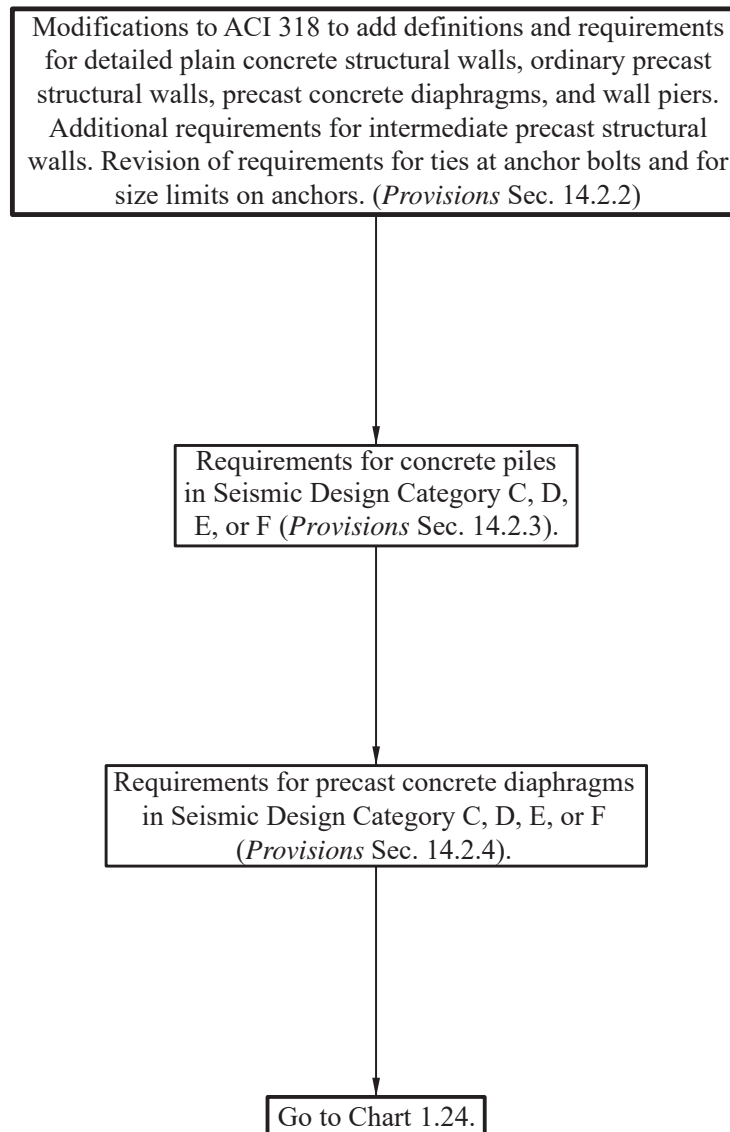 Modifications to ACI 318 to add definitions and requirements
for detailed plain concrete structural walls, ordinary precast
structural walls, precast concrete diaphragms, and wall piers.
Additional requirements for intermediate precast structural
walls. Revision of requirements for ties at anchor bolts and for
size limits on anchors. (Provisions Sec. 14.2.2)
Requirements for concrete piles
in Seismic Design Category C, D,
E, or F (Provisions Sec. 14.2.3).
Requirements for precast concrete diaphragms
in Seismic Design Category C, D, E, or F
(Provisions Sec. 14.2.4).
Go to Chart 1.24.